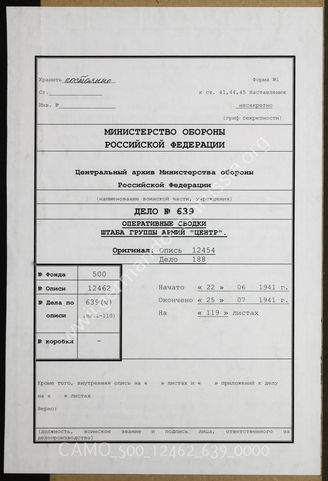 Хранить постоянно
Форма №1
Ст.
к ст. 41,44,45 Наставления
Инв. №
несекретно
(гриф секретности)
МИНИСТЕРСТВО ОБОРОНЫ
РОССИЙСКОЙ ФЕДЕРАЦИИ
Центральный архив Министерства обороны
Российской Федерации
(наименование воинской части, учреждения)
ДЕЛО № 639
ОПЕРАТИВНЫЕ СВОДКИ
ШТАБА ГРУППЫ АРМИЙ "ЦЕНТР".
Оригинал: Опись 12454
Дело 188
№ Фонда 500
№ Описи 12462
№ Дела по описи 639
№ коробки -
Начато « 22 » 06 1941 г.
Окончено « 25 » 07 1941 г.
На « 119 » листах
Кроме того, внутренняя опись на « » листах и « » приложений к делу
на « » листах
Верно:
(должность, воинское звание и подпись лица, ответственного за
делопроизводство)
CAMO_500_12462_639_0000